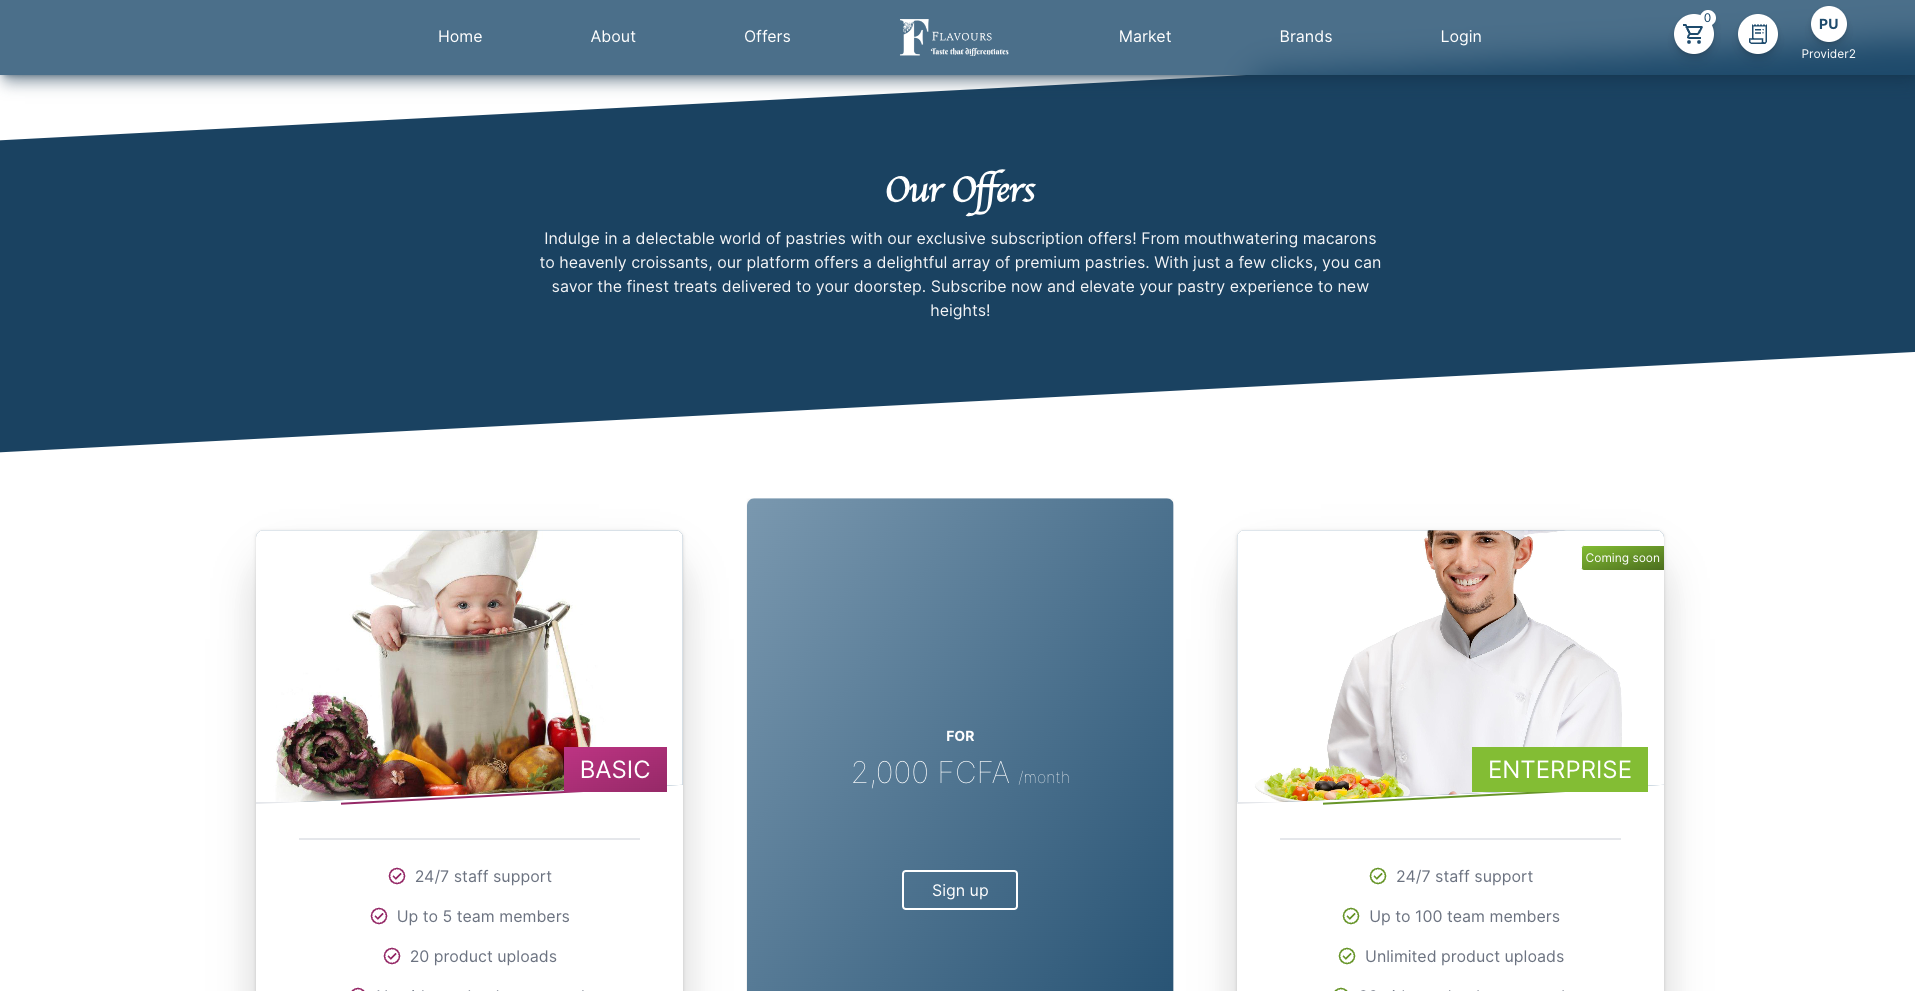 Home
About
Offers
FLAVOURS
Taste that differentiates
Market
Brands
Login
0
PU
Provider2
Our Offers
Indulge in a delectable world of pastries with our exclusive subscription offers! From mouthwatering macarons
to heavenly croissants, our platform offers a delightful array of premium pastries. With just a few clicks, you can
savor the finest treats delivered to your doorstep. Subscribe now and elevate your pastry experience to new
heights!
BASIC
24/7 staff support
Up to 5 team members
20 product uploads
FOR
2,000 FCFA /month
Sign up
Coming soon
ENTERPRISE
24/7 staff support
Up to 100 team members
Unlimited product uploads